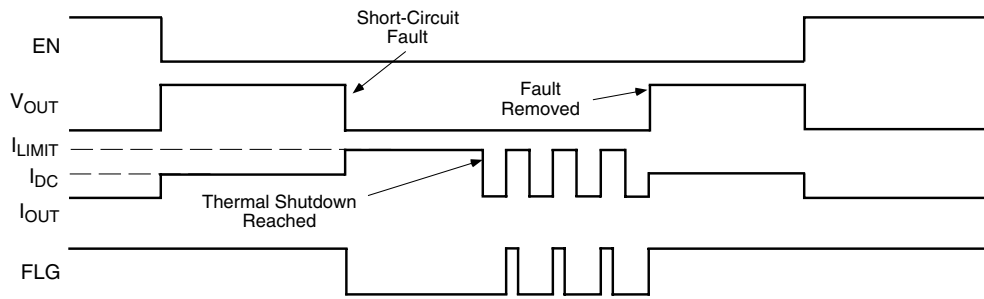 Short-Circuit
Fault
EN
Fault
Removed
VOUT
ILIMIT
IDC
Thermal Shutdown
Reached
IOUT
FLG